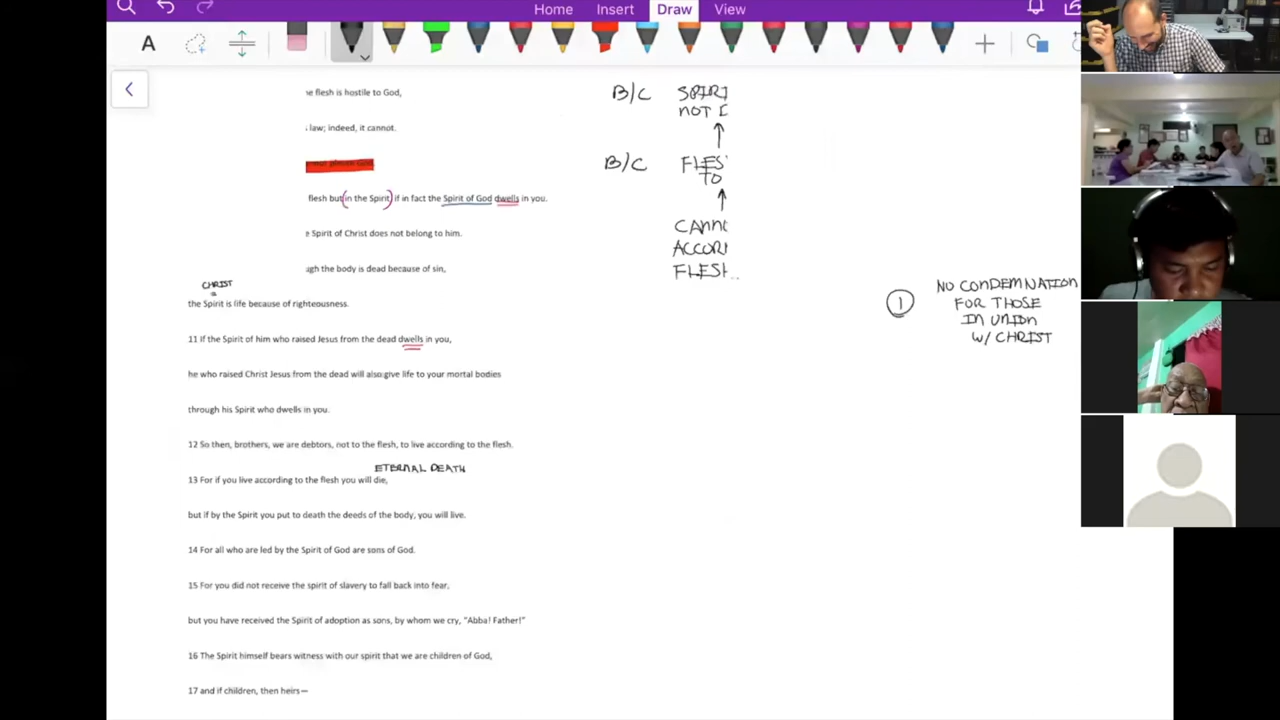 Home Insert Draw View
A
e flesh is hostile to God,
law; indeed, it cannot.
flesh but (in the Spirit) if in fact the Spirit of God dwells in you.
Spirit of Christ does not belong to him.
ugh the body is dead because of sin,
CHRIST
the Spirit is life because of righteousness.
11 If the Spirit of him who raised Jesus from the dead dwells in you,
he who raised Christ Jesus from the dead will also give life to your mortal bodies
through his Spirit who dwells in you.
12 So then, brothers, we are debtors, not to the flesh, to live according to the flesh.
ETERNAL DEATH
13 For if you live according to the flesh you will die,
but if by the Spirit you put to death the deeds of the body, you will live.
14 For all who are led by the Spirit of God are sons of God.
15 For you did not receive the spirit of slavery to fall back into fear,
but you have received the Spirit of adoption as sons, by whom we cry, "Abba! Father!"
16 The Spirit himself bears witness with our spirit that we are children of God,
17 and if children, then heirs—
B/C SPIRI
NOT
B/C FLES
TO
CANN
ACCOR
FLESH..
1 NO CONDEMNATION
FOR THOSE
IN UNION
W/ CHRIST